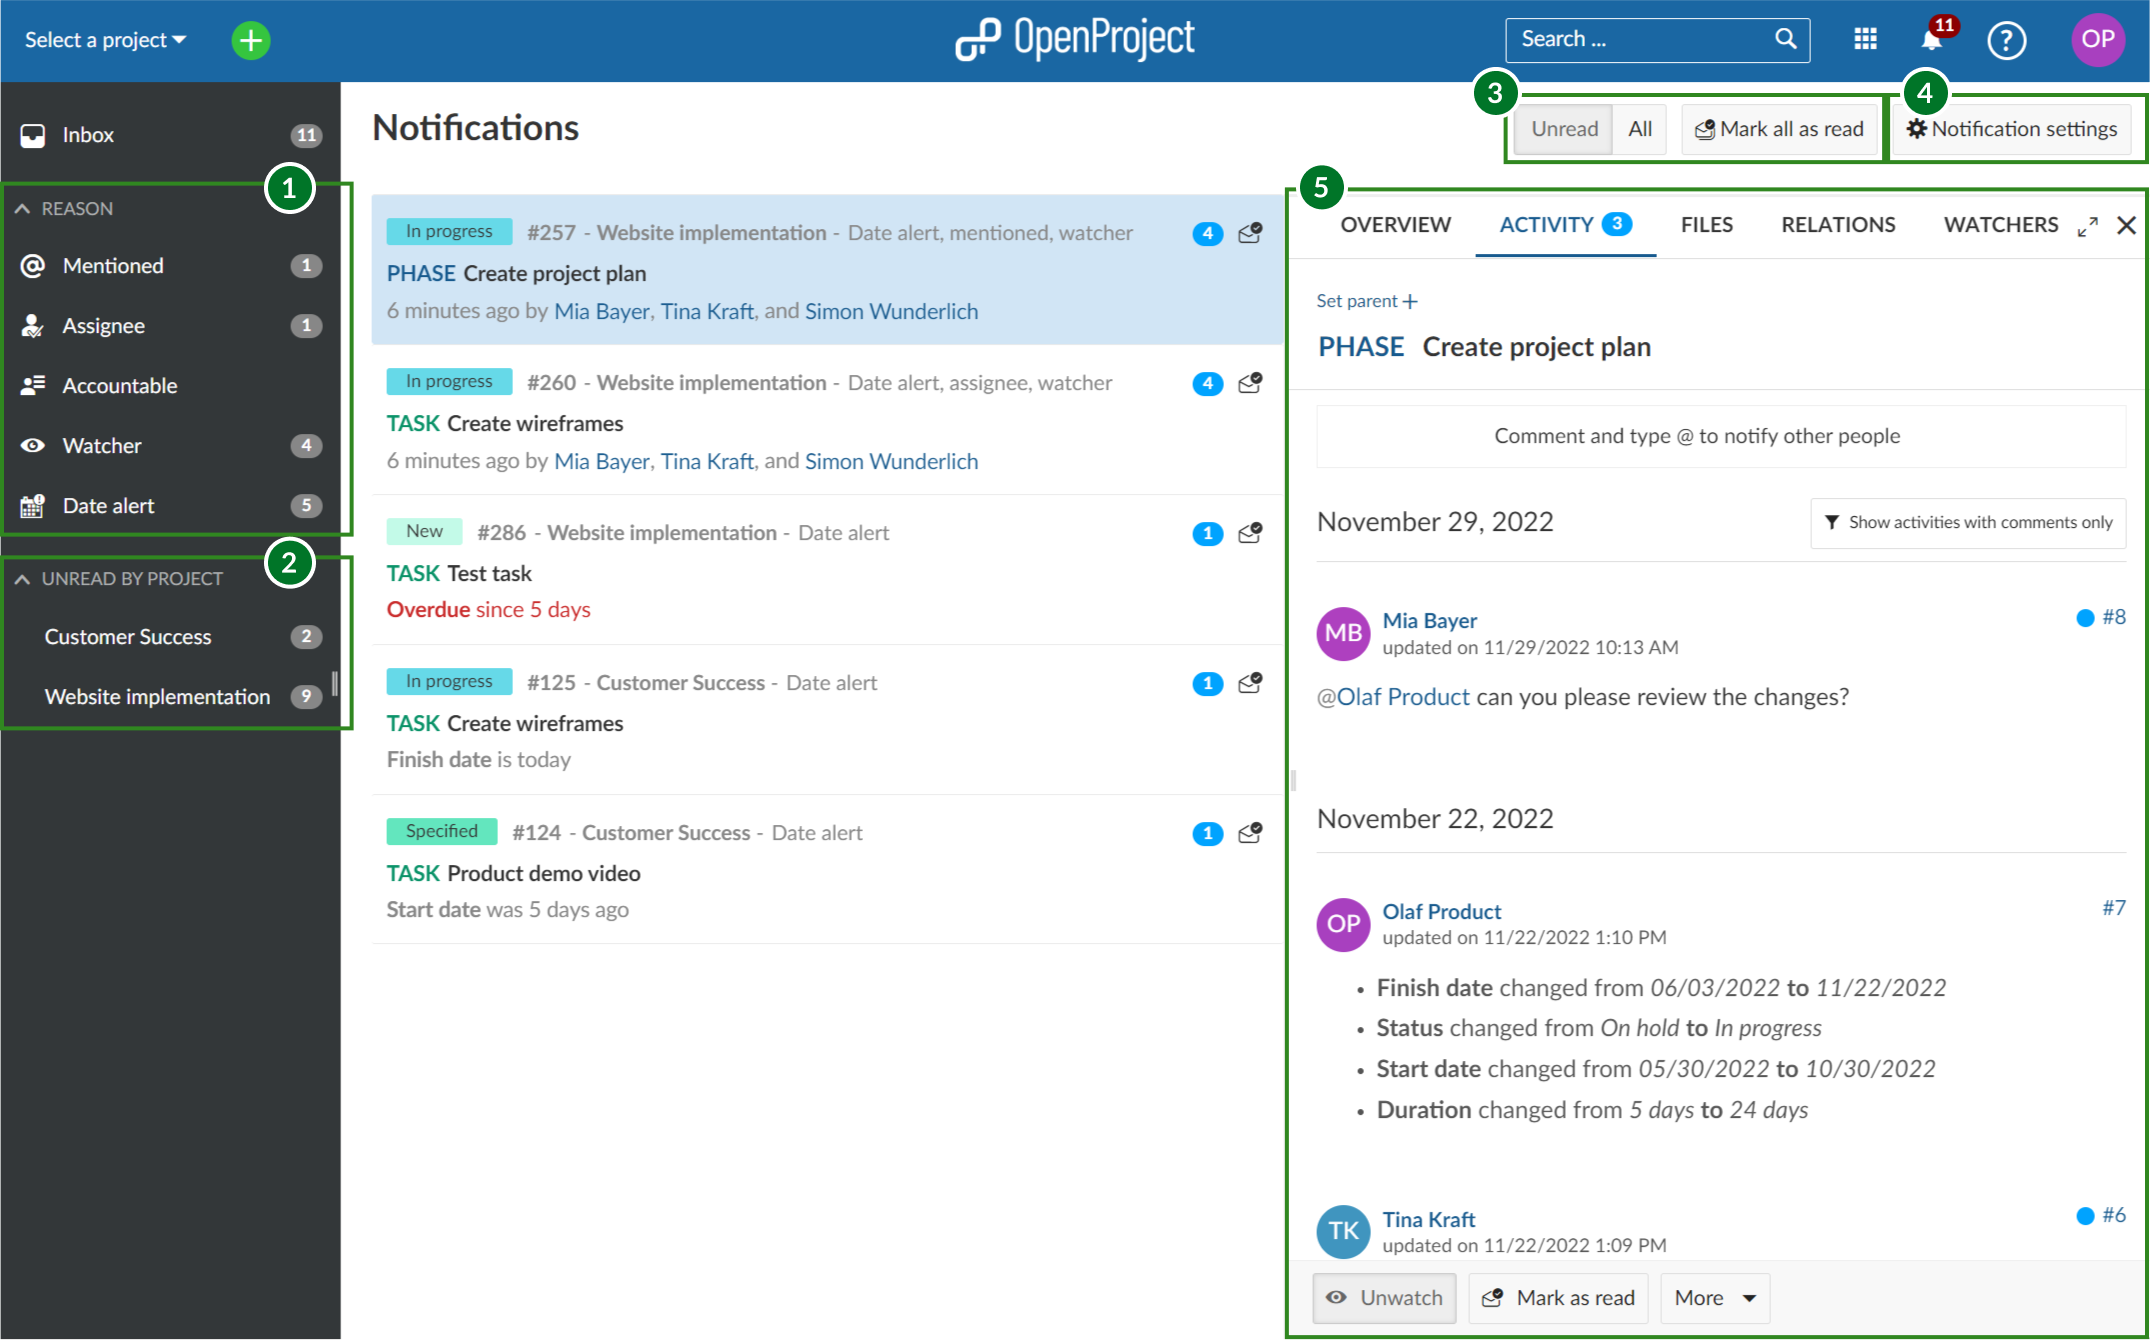 Select a project
OpenProject
Search ...
11
?
OP
Inbox 11
1
REASON
@ Mentioned 1
Assignee 1
Accountable
Watcher 4
Date alert 5
2
UNREAD BY PROJECT
Customer Success 2
Website implementation 9
Notifications
3
Unread All Mark all as read
4
Notification settings
In progress #257 - Website implementation - Date alert, mentioned, watcher 4
PHASE Create project plan
6 minutes ago by Mia Bayer, Tina Kraft, and Simon Wunderlich
In progress #260 - Website implementation - Date alert, assignee, watcher 4
TASK Create wireframes
6 minutes ago by Mia Bayer, Tina Kraft, and Simon Wunderlich
New #286 - Website implementation - Date alert 1
TASK Test task
Overdue since 5 days
In progress #125 - Customer Success - Date alert 1
TASK Create wireframes
Finish date is today
Specified #124 - Customer Success - Date alert 1
TASK Product demo video
Start date was 5 days ago
5
OVERVIEW ACTIVITY 3 FILES RELATIONS WATCHERS
Set parent +
PHASE Create project plan
Comment and type @ to notify other people
November 29, 2022
Show activities with comments only
MB Mia Bayer #8
updated on 11/29/2022 10:13 AM
@Olaf Product can you please review the changes?
November 22, 2022
OP Olaf Product #7
updated on 11/22/2022 1:10 PM
• Finish date changed from 06/03/2022 to 11/22/2022
• Status changed from On hold to In progress
• Start date changed from 05/30/2022 to 10/30/2022
• Duration changed from 5 days to 24 days
TK Tina Kraft #6
updated on 11/22/2022 1:09 PM
Unwatch Mark as read More